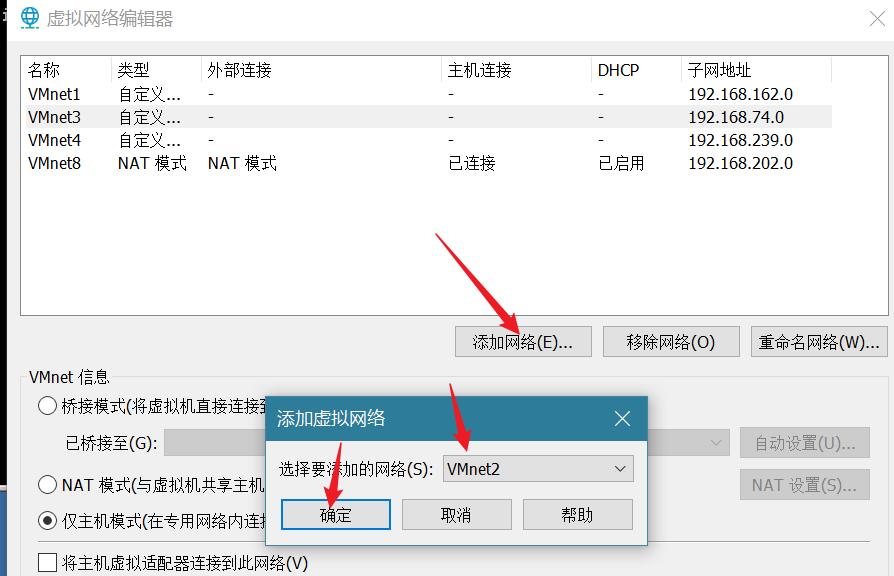 虚拟网络编辑器
名称 类型 外部连接 主机连接 DHCP 子网地址
VMnet1 自定义... - - - 192.168.162.0
VMnet3 自定义... - - - 192.168.74.0
VMnet4 自定义... - - - 192.168.239.0
VMnet8 NAT 模式 NAT 模式 已连接 已启用 192.168.202.0
添加网络(E)... 移除网络(O) 重命名网络(W)...
VMnet 信息
桥接模式(将虚拟机直接连接到
已桥接至(G): 自动设置(U)...
NAT 模式(与虚拟机共享主机 NAT 设置(S)...
仅主机模式(在专用网络内连接
将主机虚拟适配器连接到此网络(V)
添加虚拟网络
选择要添加的网络(S): VMnet2
确定 取消 帮助